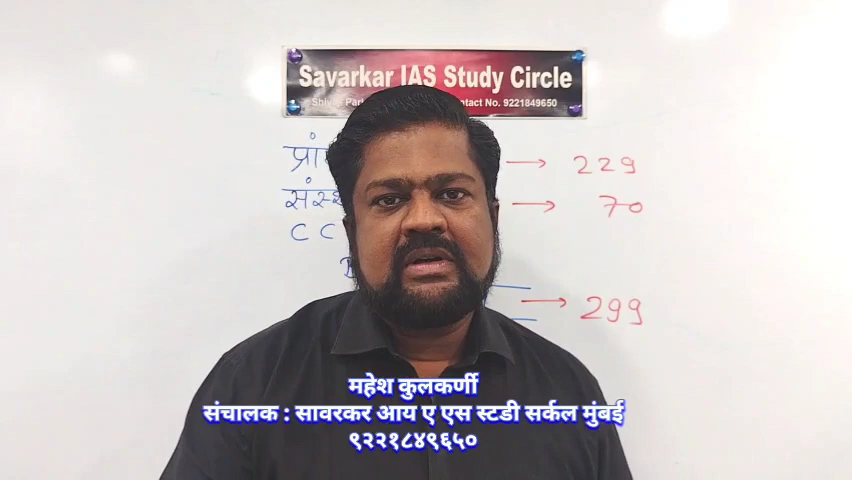 Savarkar IAS Study Circle
Contact No. 9221849650
→ 229
→ 70
C C
→ 299
महेश कुलकर्णी
संचालक : सावरकर आय ए एस स्टडी सर्कल मुंबई
९२२१८४९६५०